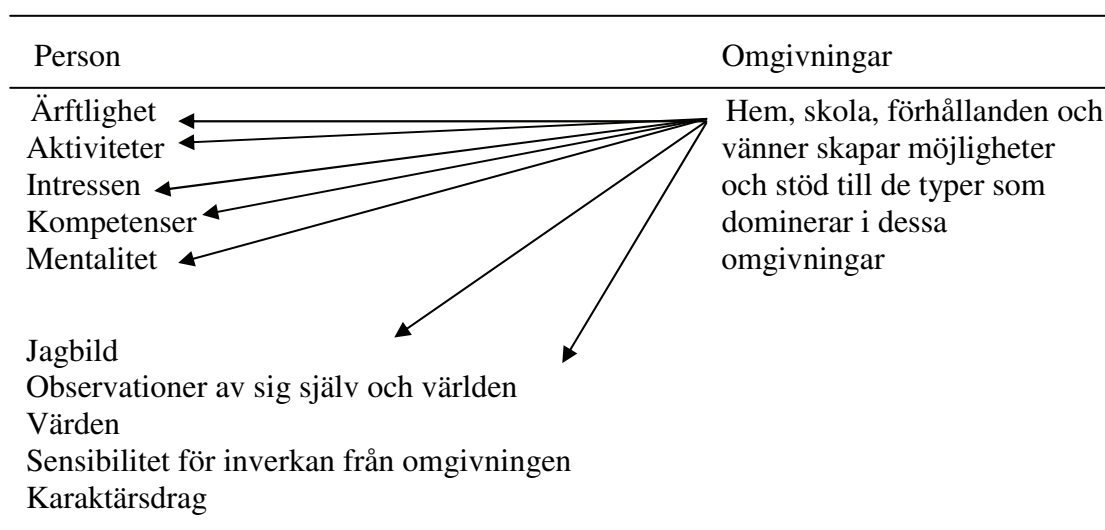 Person
Omgivningar
Ärftlighet
Aktiviteter
Intressen
Kompetenser
Mentalitet
Hem, skola, förhållanden och
vänner skapar möjligheter
och stöd till de typer som
dominerar i dessa
omgivningar
Jagbild
Observationer av sig själv och världen
Värden
Sensibilitet för inverkan från omgivningen
Karaktärsdrag